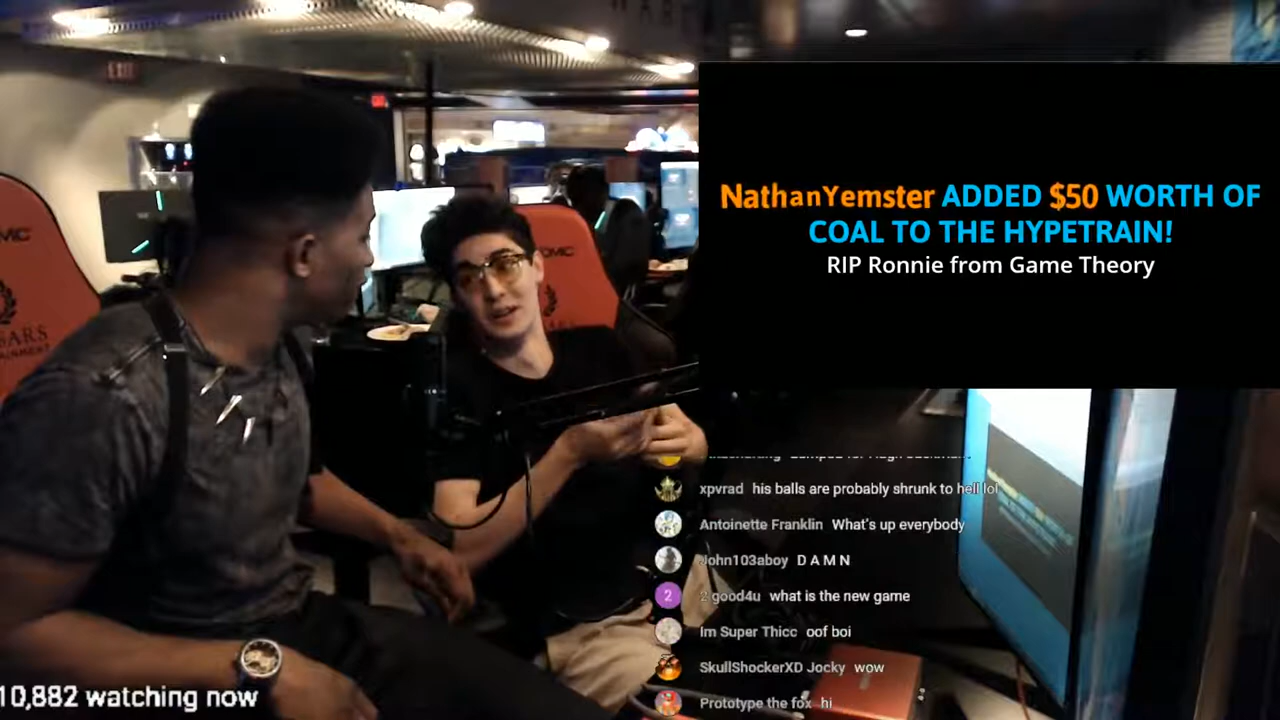 EXIT
NathanYemster ADDED $50 WORTH OF
COAL TO THE HYPETRAIN!
RIP Ronnie from Game Theory
xpvrad his balls are probably shrunk to hell lol
Antoinette Franklin What's up everybody
John103aboy D A M N
2 2 good4u what is the new game
Im Super Thicc oof boi
SkullShockerXD Jocky wow
Prototype the fox hi
10,882 watching now